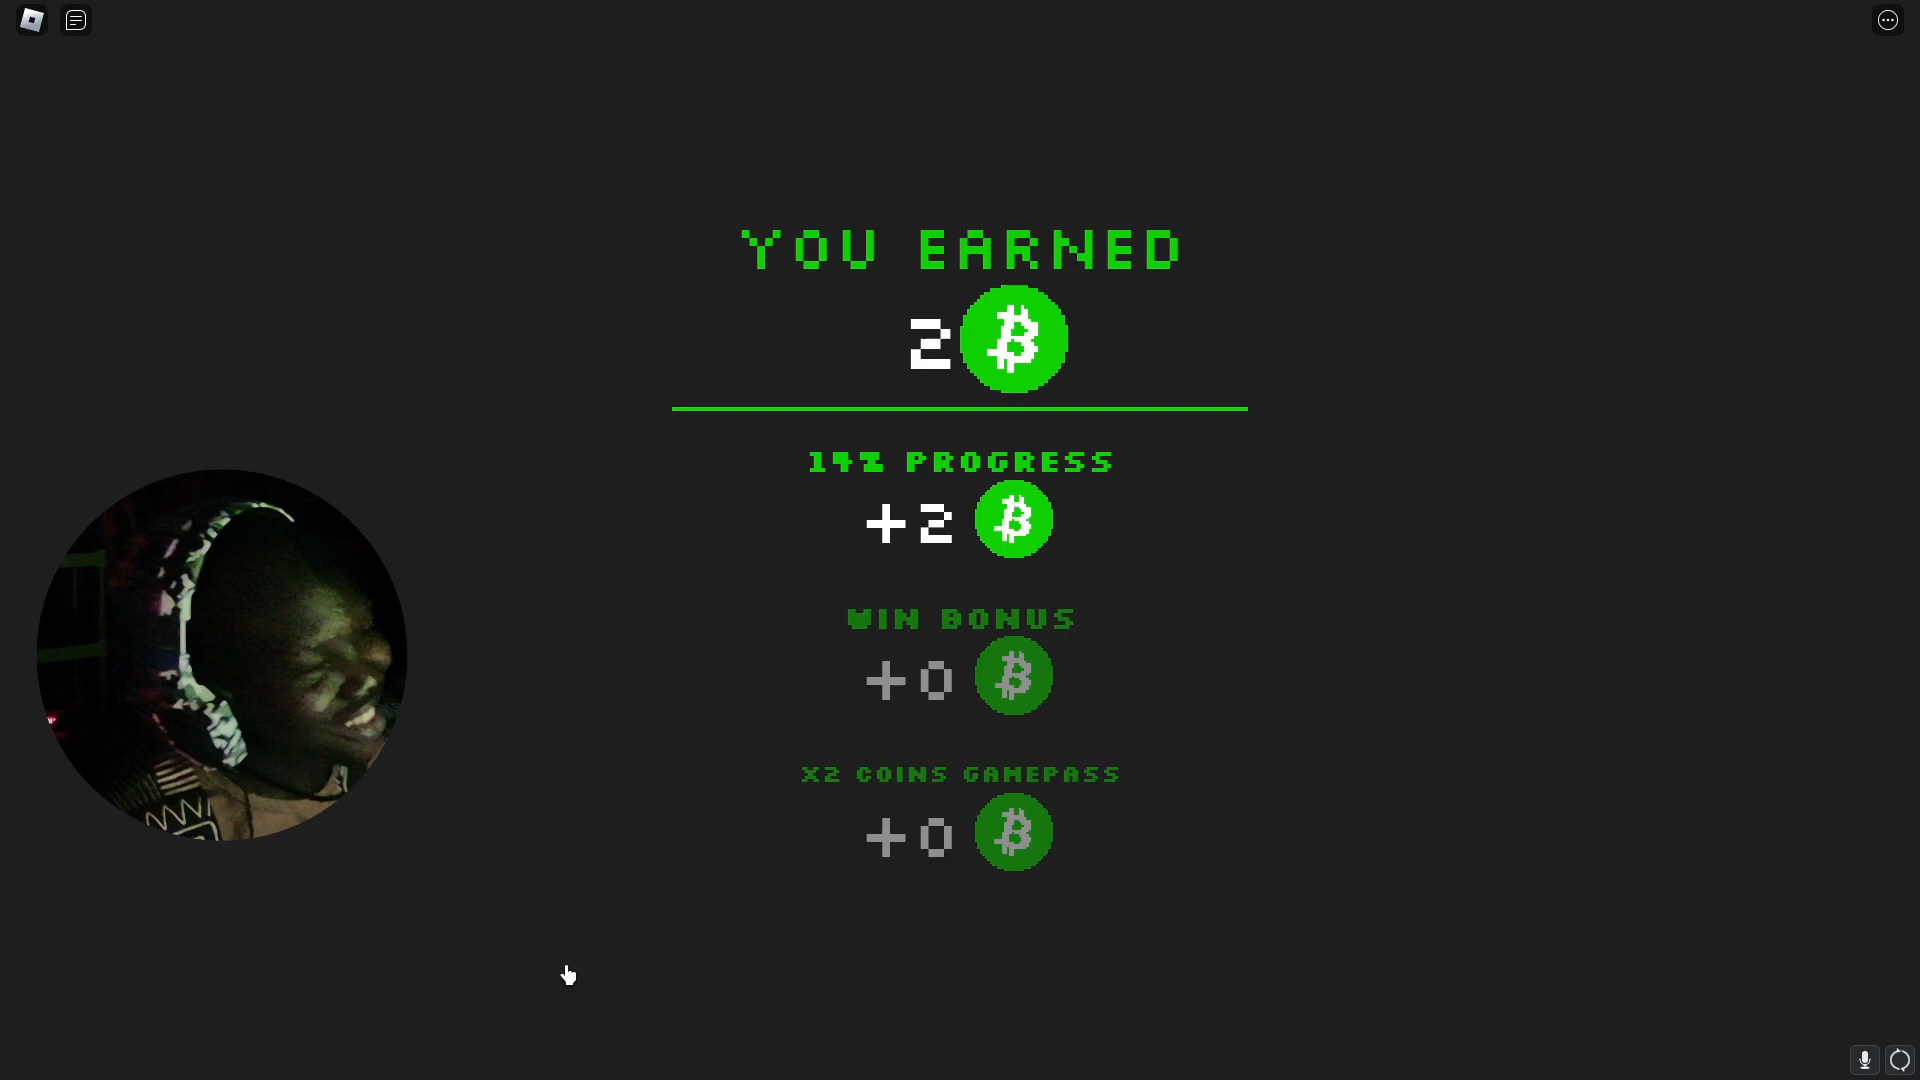 YOU EARNED
2
14% PROGRESS
+2
WIN BONUS
+0
X2 COINS GAMEPASS
+0